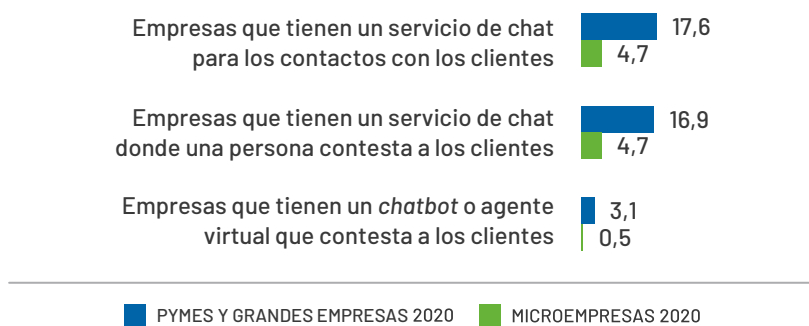 Empresas que tienen un servicio de chat
para los contactos con los clientes
17,6
4,7
Empresas que tienen un servicio de chat
donde una persona contesta a los clientes
16,9
4,7
Empresas que tienen un chatbot o agente
virtual que contesta a los clientes
3,1
0,5
PYMES Y GRANDES EMPRESAS 2020 MICROEMPRESAS 2020